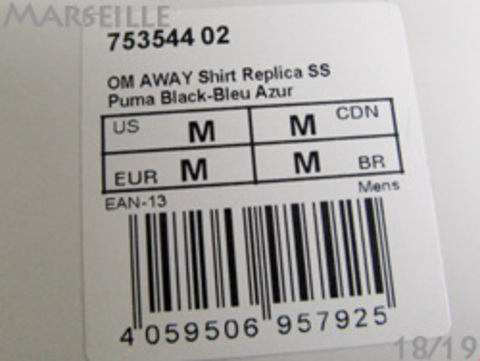 MARSEILLE
753544 02
OM AWAY Shirt Replica SS
Puma Black-Bleu Azur
US M M CDN
EUR M M BR
EAN-13 Mens
4 059506 957925
18/19